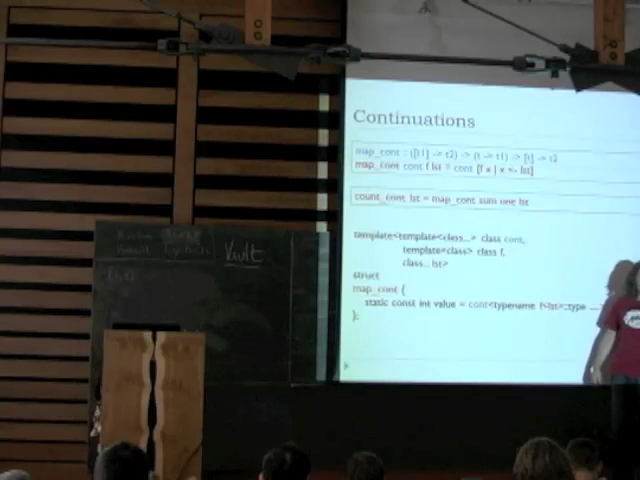 Continuations
map_cont :: ([t1] -> t2) -> (t -> t1) -> [t] -> t2
map_cont cont f lst = cont [f x | x <- lst]
count_cont lst = map_cont sum one lst
template<template<class...> class cont,
template<class> class f,
class... lst>
struct
map_cont {
static const int value = cont<typename f<lst>::type ...
};
Vault